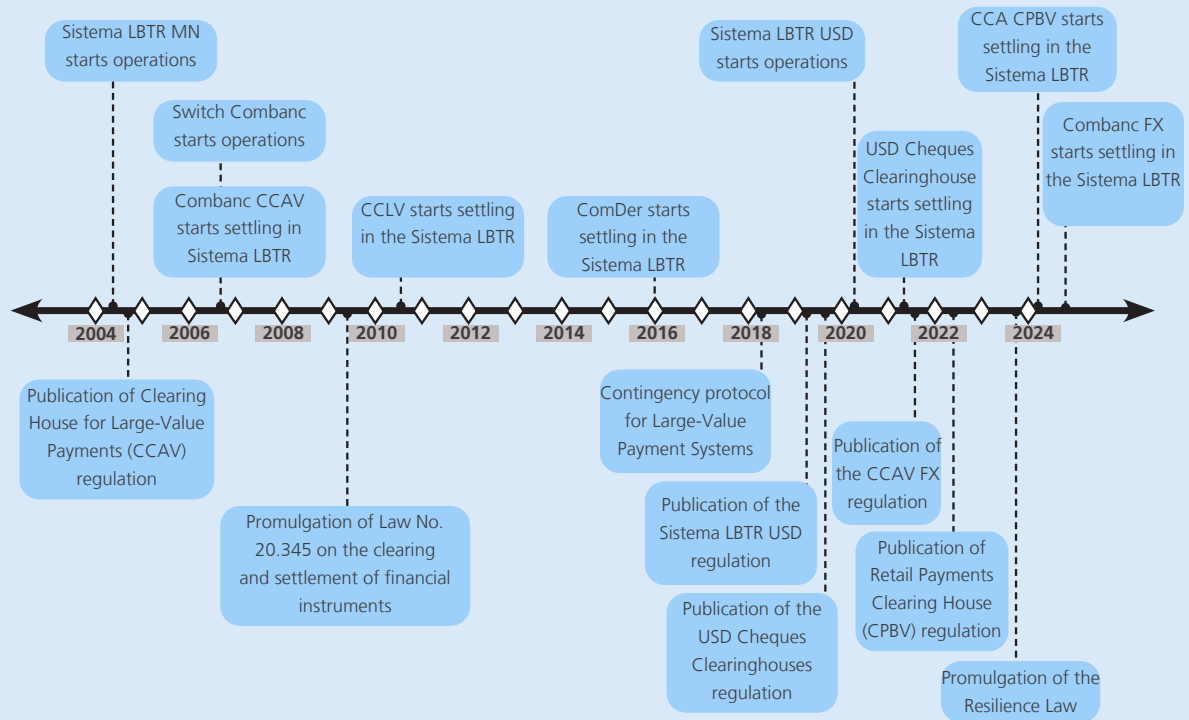 Sistema LBTR MN
starts operations
Switch Combanc
starts operations
Combanc CCAV
starts settling in
Sistema LBTR
CCLV starts settling
in the Sistema LBTR
ComDer starts
settling in the
Sistema LBTR
Sistema LBTR USD
starts operations
USD Cheques
Clearinghouse
starts settling
in the Sistema
LBTR
CCA CPBV starts
settling in the
Sistema LBTR
Combanc FX
starts settling in
the Sistema LBTR
2004 2006 2008 2010 2012 2014 2016 2018 2020 2022 2024
Publication of Clearing
House for Large-Value
Payments (CCAV)
regulation
Promulgation of Law No.
20.345 on the clearing
and settlement of financial
instruments
Contingency protocol
for Large-Value
Payment Systems
Publication of the
Sistema LBTR USD
regulation
Publication of the
USD Cheques
Clearinghouses
regulation
Publication of
the CCAV FX
regulation
Publication of
Retail Payments
Clearing House
(CPBV) regulation
Promulgation of the
Resilience Law